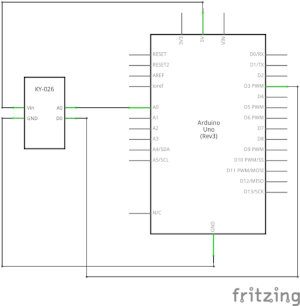 3V3
5V
VIN
RESET
RESET2
AREF
ioref
A0
A1
A2
A3
A4/SDA
A5/SCL
N/C
GND
Arduino
Uno
(Rev3)
D0/RX
D1/TX
D2
D3 PWM
D4
D5 PWM
D6 PWM
D7
D8
D9 PWM
D10 PWM/SS
D11 PWM/MOSI
D12/MISO
D13/SCK
KY-026
Vin
GND
A0
D0
fritzing